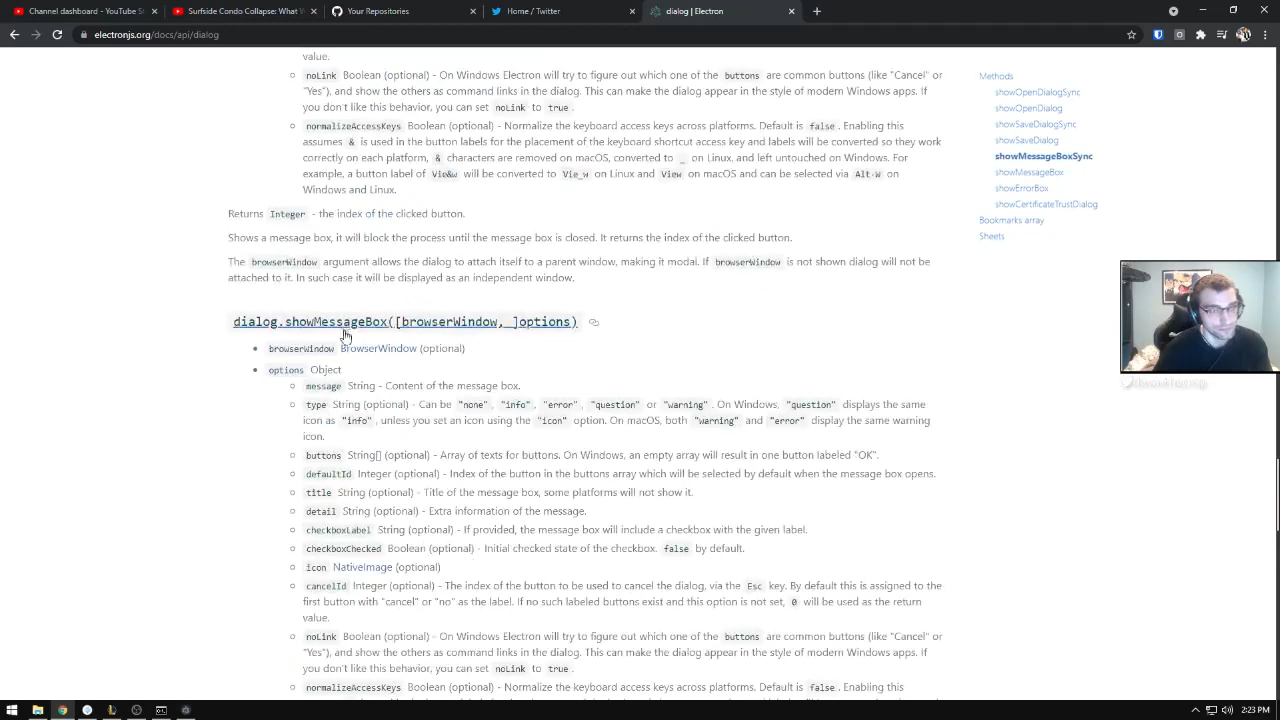 Channel dashboard - YouTube St
Surfside Condo Collapse: What V
Your Repositories
Home / Twitter
dialog | Electron
electronjs.org/docs/api/dialog
value.
noLink Boolean (optional) - On Windows Electron will try to figure out which one of the buttons are common buttons (like "Cancel" or
"Yes"), and show the others as command links in the dialog. This can make the dialog appear in the style of modern Windows apps. If
you don't like this behavior, you can set noLink to true .
normalizeAccessKeys Boolean (optional) - Normalize the keyboard access keys across platforms. Default is false . Enabling this
assumes & is used in the button labels for the placement of the keyboard shortcut access key and labels will be converted so they work
correctly on each platform, & characters are removed on macOS, converted to _ on Linux, and left untouched on Windows. For
example, a button label of Vie&w will be converted to Vie_w on Linux and View on macOS and can be selected via Alt-W on
Windows and Linux.
Returns Integer - the index of the clicked button.
Shows a message box, it will block the process until the message box is closed. It returns the index of the clicked button.
The browserWindow argument allows the dialog to attach itself to a parent window, making it modal. If browserWindow is not shown dialog will not be
attached to it. In such case it will be displayed as an independent window.
dialog.showMessageBox([browserWindow, ]options)
browserWindow BrowserWindow (optional)
options Object
message String - Content of the message box.
type String (optional) - Can be "none", "info", "error", "question" or "warning". On Windows, "question" displays the same
icon as "info", unless you set an icon using the "icon" option. On macOS, both "warning" and "error" display the same warning
icon.
buttons String[] (optional) - Array of texts for buttons. On Windows, an empty array will result in one button labeled "OK".
defaultId Integer (optional) - Index of the button in the buttons array which will be selected by default when the message box opens.
title String (optional) - Title of the message box, some platforms will not show it.
detail String (optional) - Extra information of the message.
checkboxLabel String (optional) - If provided, the message box will include a checkbox with the given label.
checkboxChecked Boolean (optional) - Initial checked state of the checkbox. false by default.
icon NativeImage (optional)
cancelId Integer (optional) - The index of the button to be used to cancel the dialog, via the Esc key. By default this is assigned to the
first button with "cancel" or "no" as the label. If no such labeled buttons exist and this option is not set, 0 will be used as the return
value.
noLink Boolean (optional) - On Windows Electron will try to figure out which one of the buttons are common buttons (like "Cancel" or
"Yes"), and show the others as command links in the dialog. This can make the dialog appear in the style of modern Windows apps. If
you don't like this behavior, you can set noLink to true .
normalizeAccessKeys Boolean (optional) - Normalize the keyboard access keys across platforms. Default is false . Enabling this
Methods
showOpenDialogSync
showOpenDialog
showSaveDialogSync
showSaveDialog
showMessageBoxSync
showMessageBox
showErrorBox
showCertificateTrustDialog
Bookmarks array
Sheets
2:23 PM